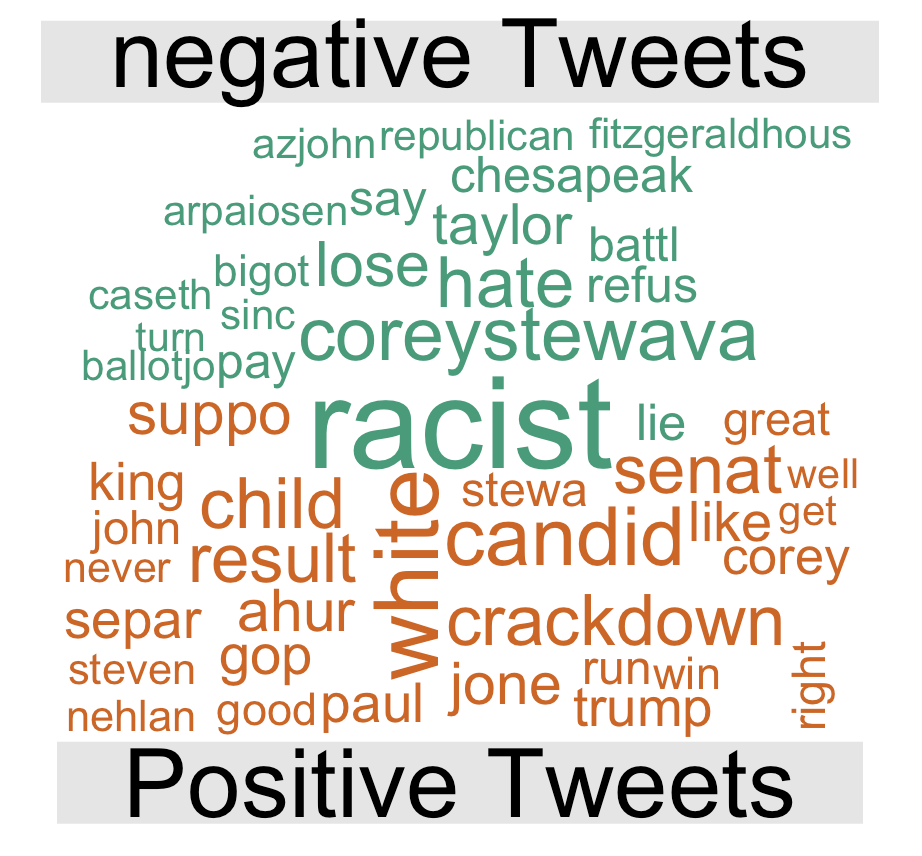 negative Tweets
azjohn republican fitzgeraldhous
chesapeak
arpaiosen say taylor
battl
bigot lose hate refus
caseth
sinc coreystewava
turn
ballotjo pay
suppo racist lie great
senat well
king child stewa
white
john candid like get
never result corey
separ ahur crackdown
steven gop jone run win right
nehlan good paul trump
Positive Tweets